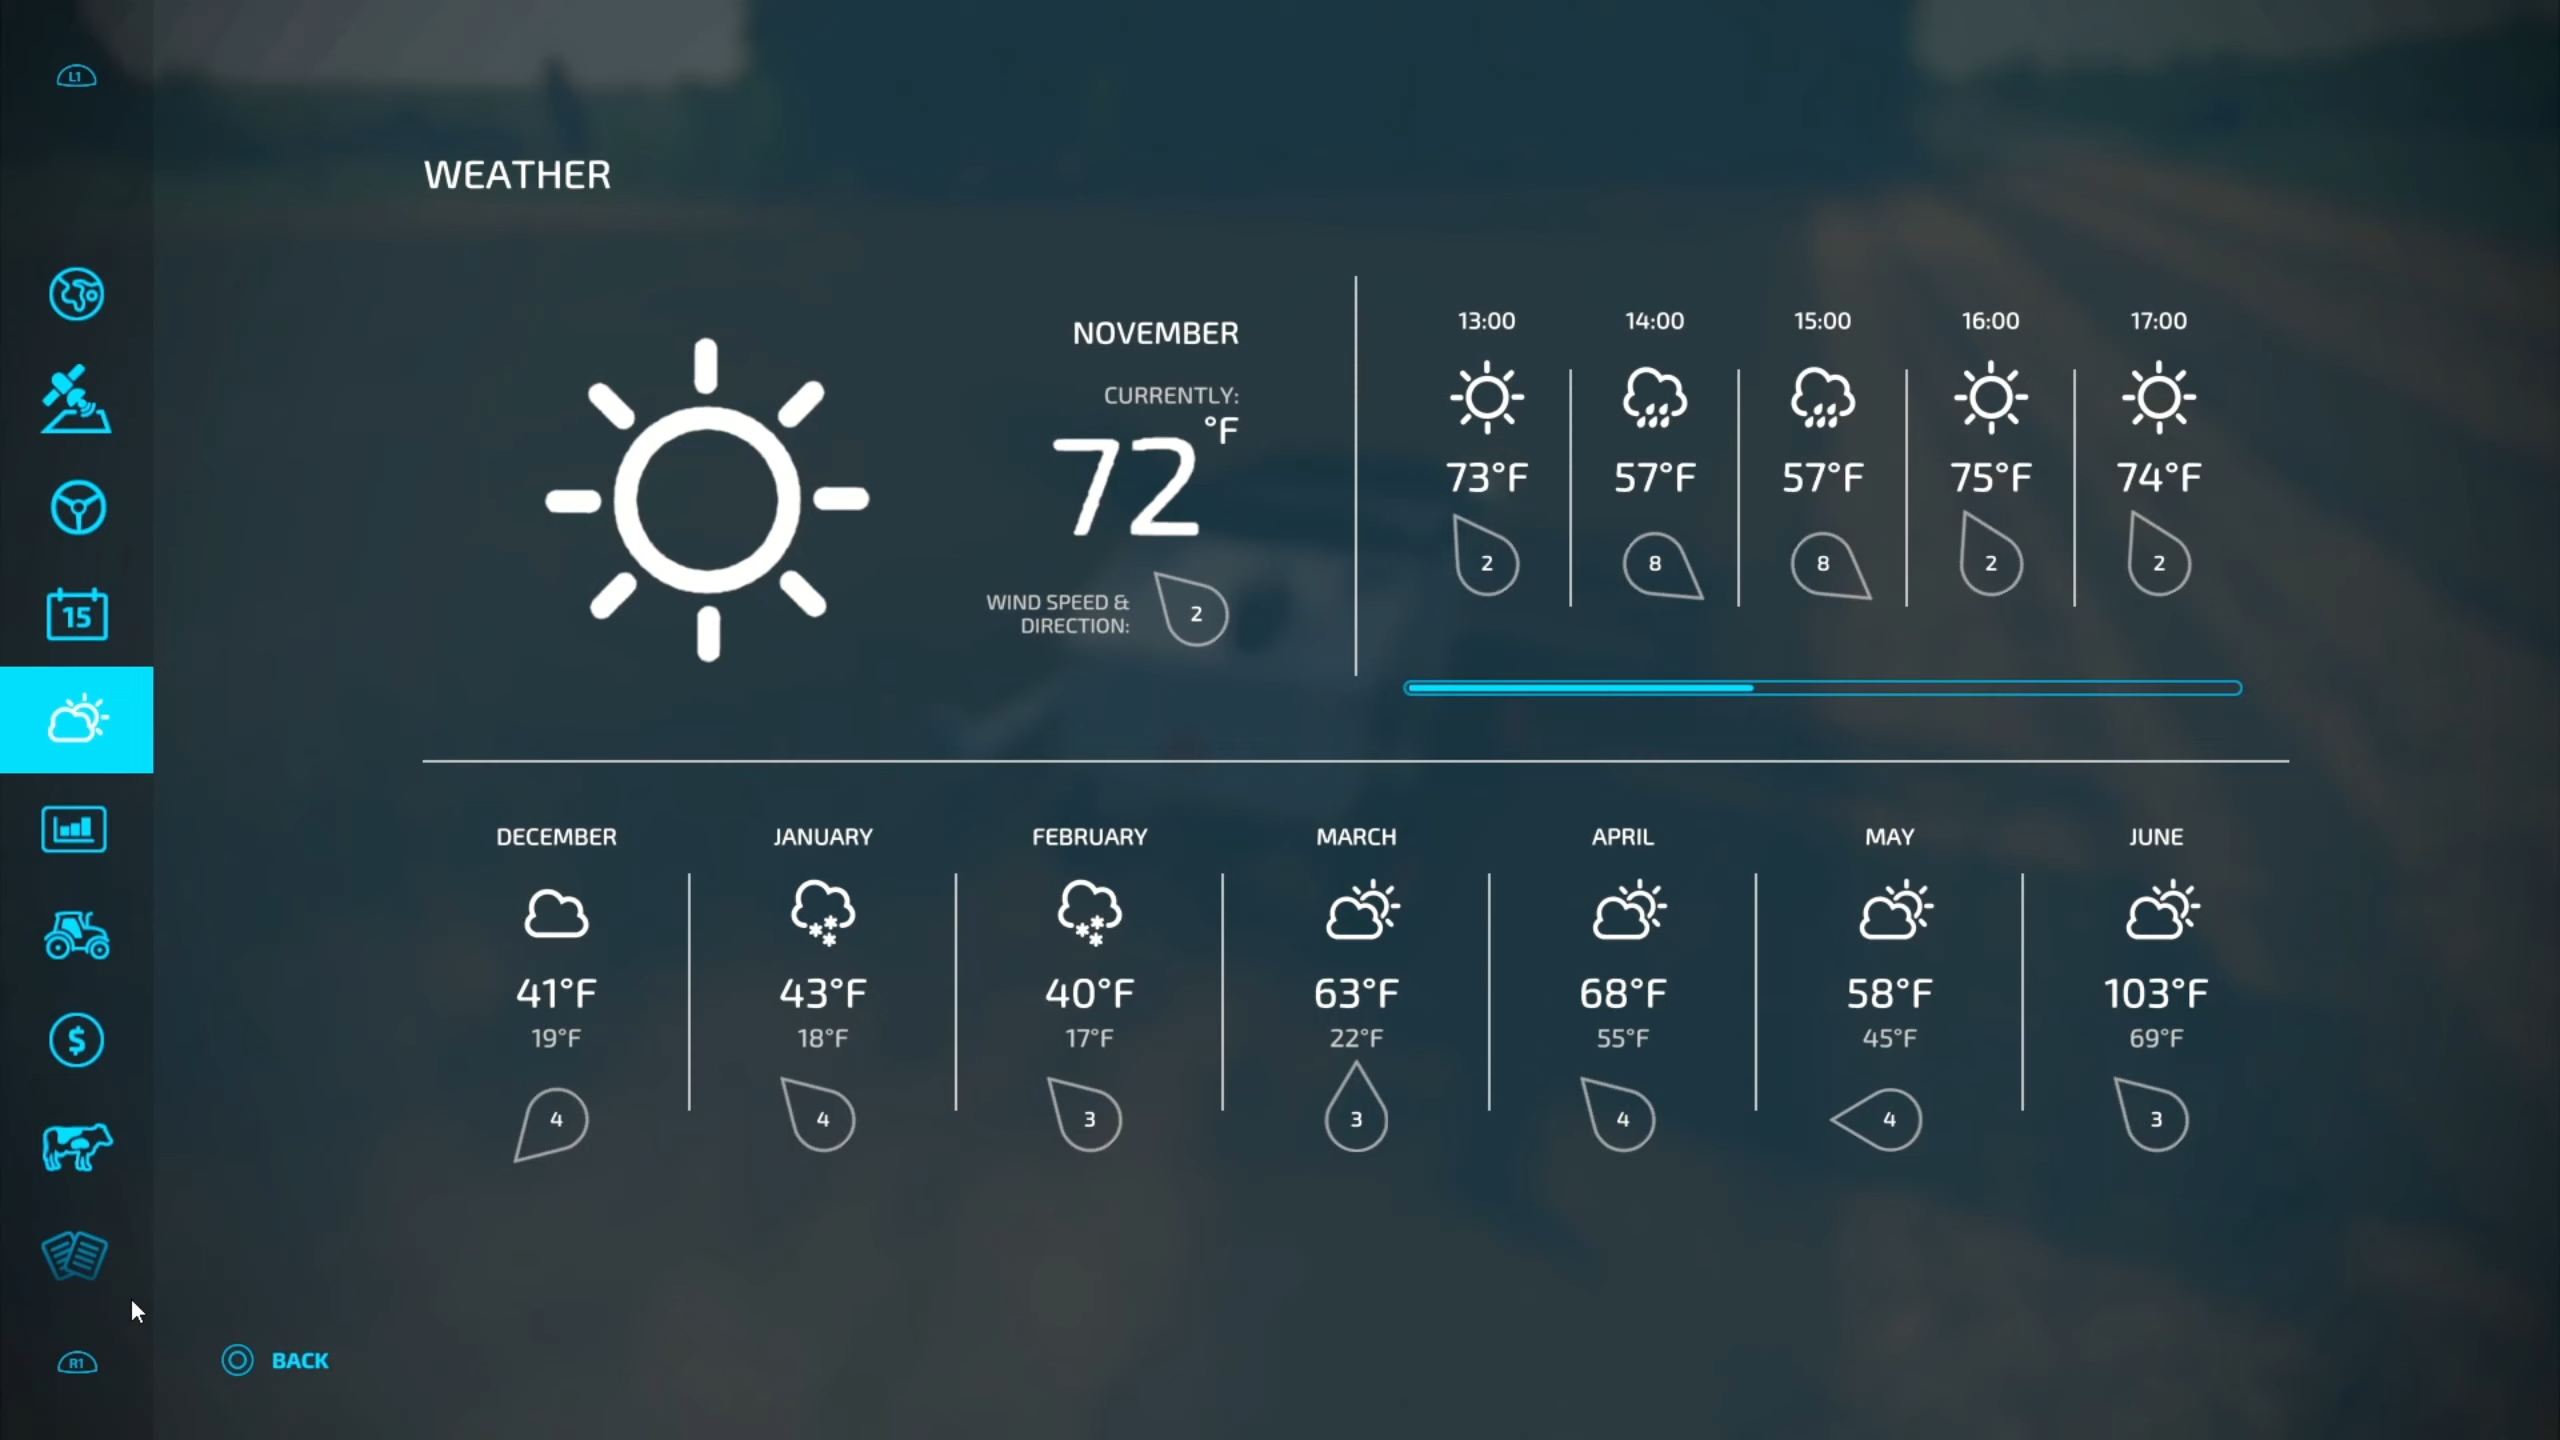 L1
WEATHER
NOVEMBER
CURRENTLY:
72 °F
WIND SPEED &
DIRECTION:
2
13:00 14:00 15:00 16:00 17:00
73°F 57°F 57°F 75°F 74°F
2 8 8 2 2
15
DECEMBER JANUARY FEBRUARY MARCH APRIL MAY JUNE
41°F 43°F 40°F 63°F 68°F 58°F 103°F
19°F 18°F 17°F 22°F 55°F 45°F 69°F
4 4 3 3 4 4 3
$
R1
BACK